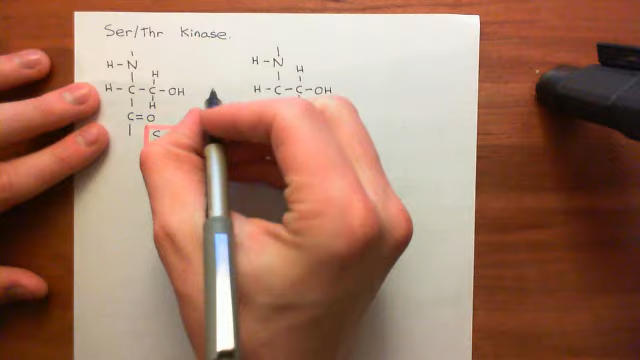 Ser/Thr Kinase.
H-N H-N
H H
H-C-C-OH H-C-C-OH
H
C=O
S